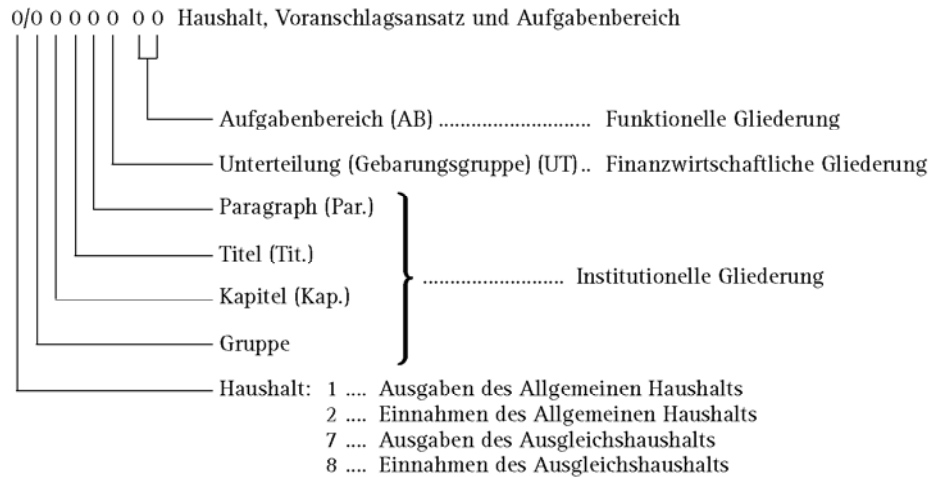 0/0 0 0 0 0  0 0 Haushalt, Voranschlagsansatz und Aufgabenbereich
Aufgabenbereich (AB) ............................ Funktionelle Gliederung
Unterteilung (Gebarungsgruppe) (UT).. Finanzwirtschaftliche Gliederung
Paragraph (Par.)
Titel (Tit.)
.......................... Institutionelle Gliederung
Kapitel (Kap.)
Gruppe
Haushalt: 1 .... Ausgaben des Allgemeinen Haushalts
2 .... Einnahmen des Allgemeinen Haushalts
7 .... Ausgaben des Ausgleichshaushalts
8 .... Einnahmen des Ausgleichshaushalts